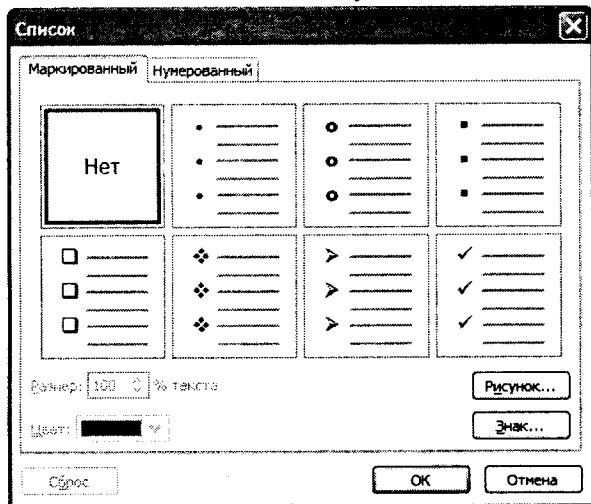 Список
Маркированный Нумерованный
Нет
Размер: 100 % текста
Рисунок...
Цвет:
Знак...
Сброс ОК Отмена